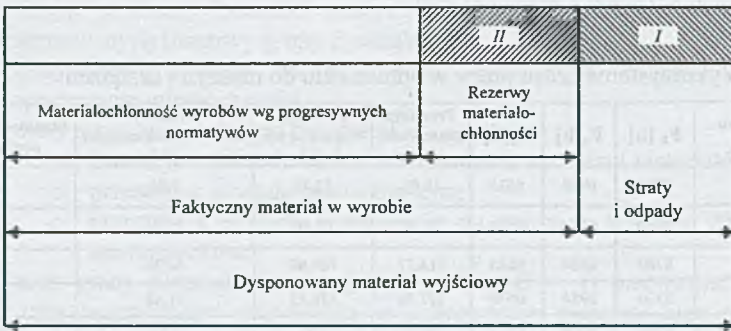 II
I
Materiałochłonność wyrobów wg progresywnych
normatywów
Rezerwy
materiało-
chłonności
Faktyczny materiał w wyrobie
Straty
i odpady
Dysponowany materiał wyjściowy